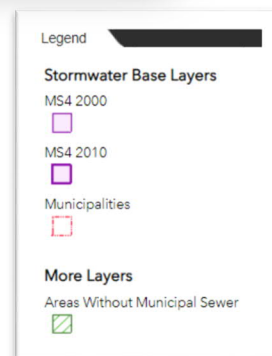 Legend
Stormwater Base Layers
MS4 2000
MS4 2010
Municipalities
More Layers
Areas Without Municipal Sewer